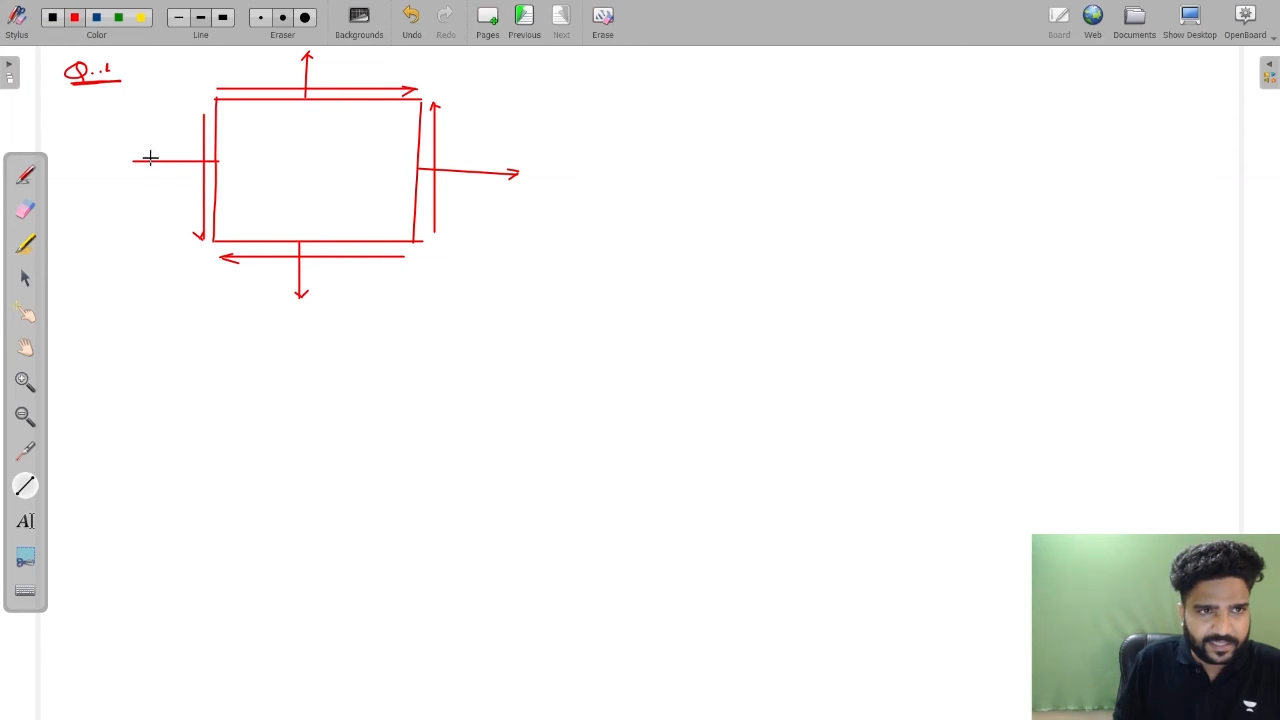 Color Line Eraser
Stylus Backgrounds Undo Redo Pages Previous Next Erase Board Web Documents Show Desktop OpenBoard
Q..1